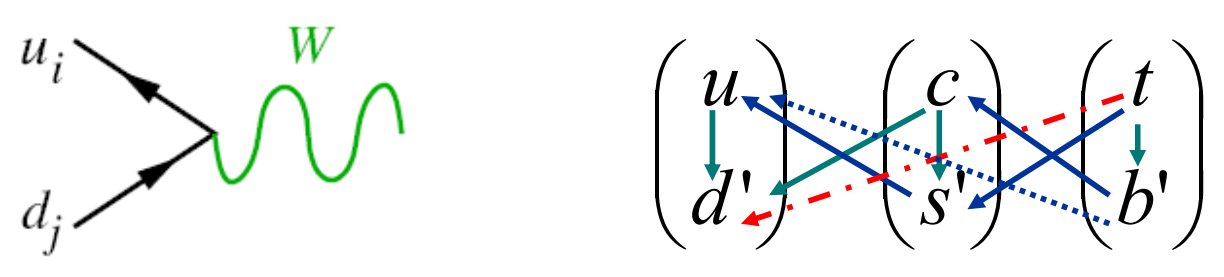 W
u_i
d_j
u c t
d' s' b'